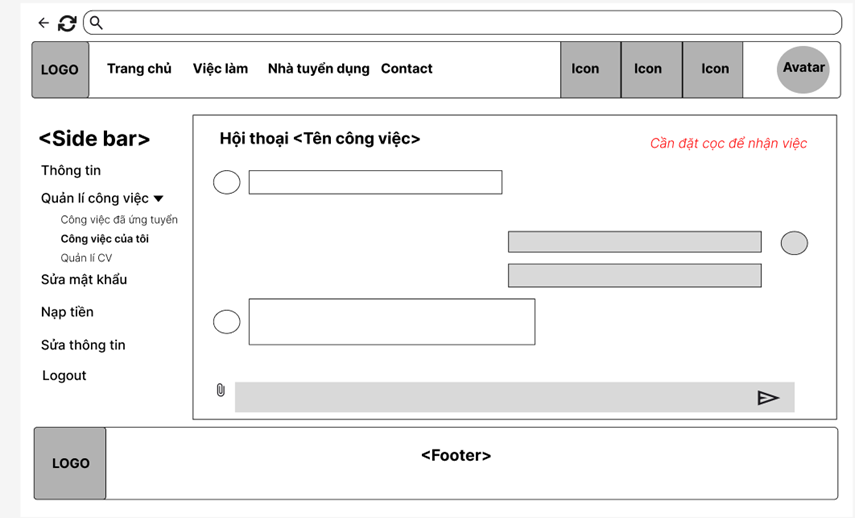 LOGO Trang chủ Việc làm Nhà tuyển dụng Contact Icon Icon Icon Avatar
<Side bar>
Thông tin
Quản lí công việc
Công việc đã ứng tuyển
Công việc của tôi
Quản lí CV
Sửa mật khẩu
Nạp tiền
Sửa thông tin
Logout
Hội thoại <Tên công việc>
Cần đặt cọc để nhận việc
LOGO
<Footer>